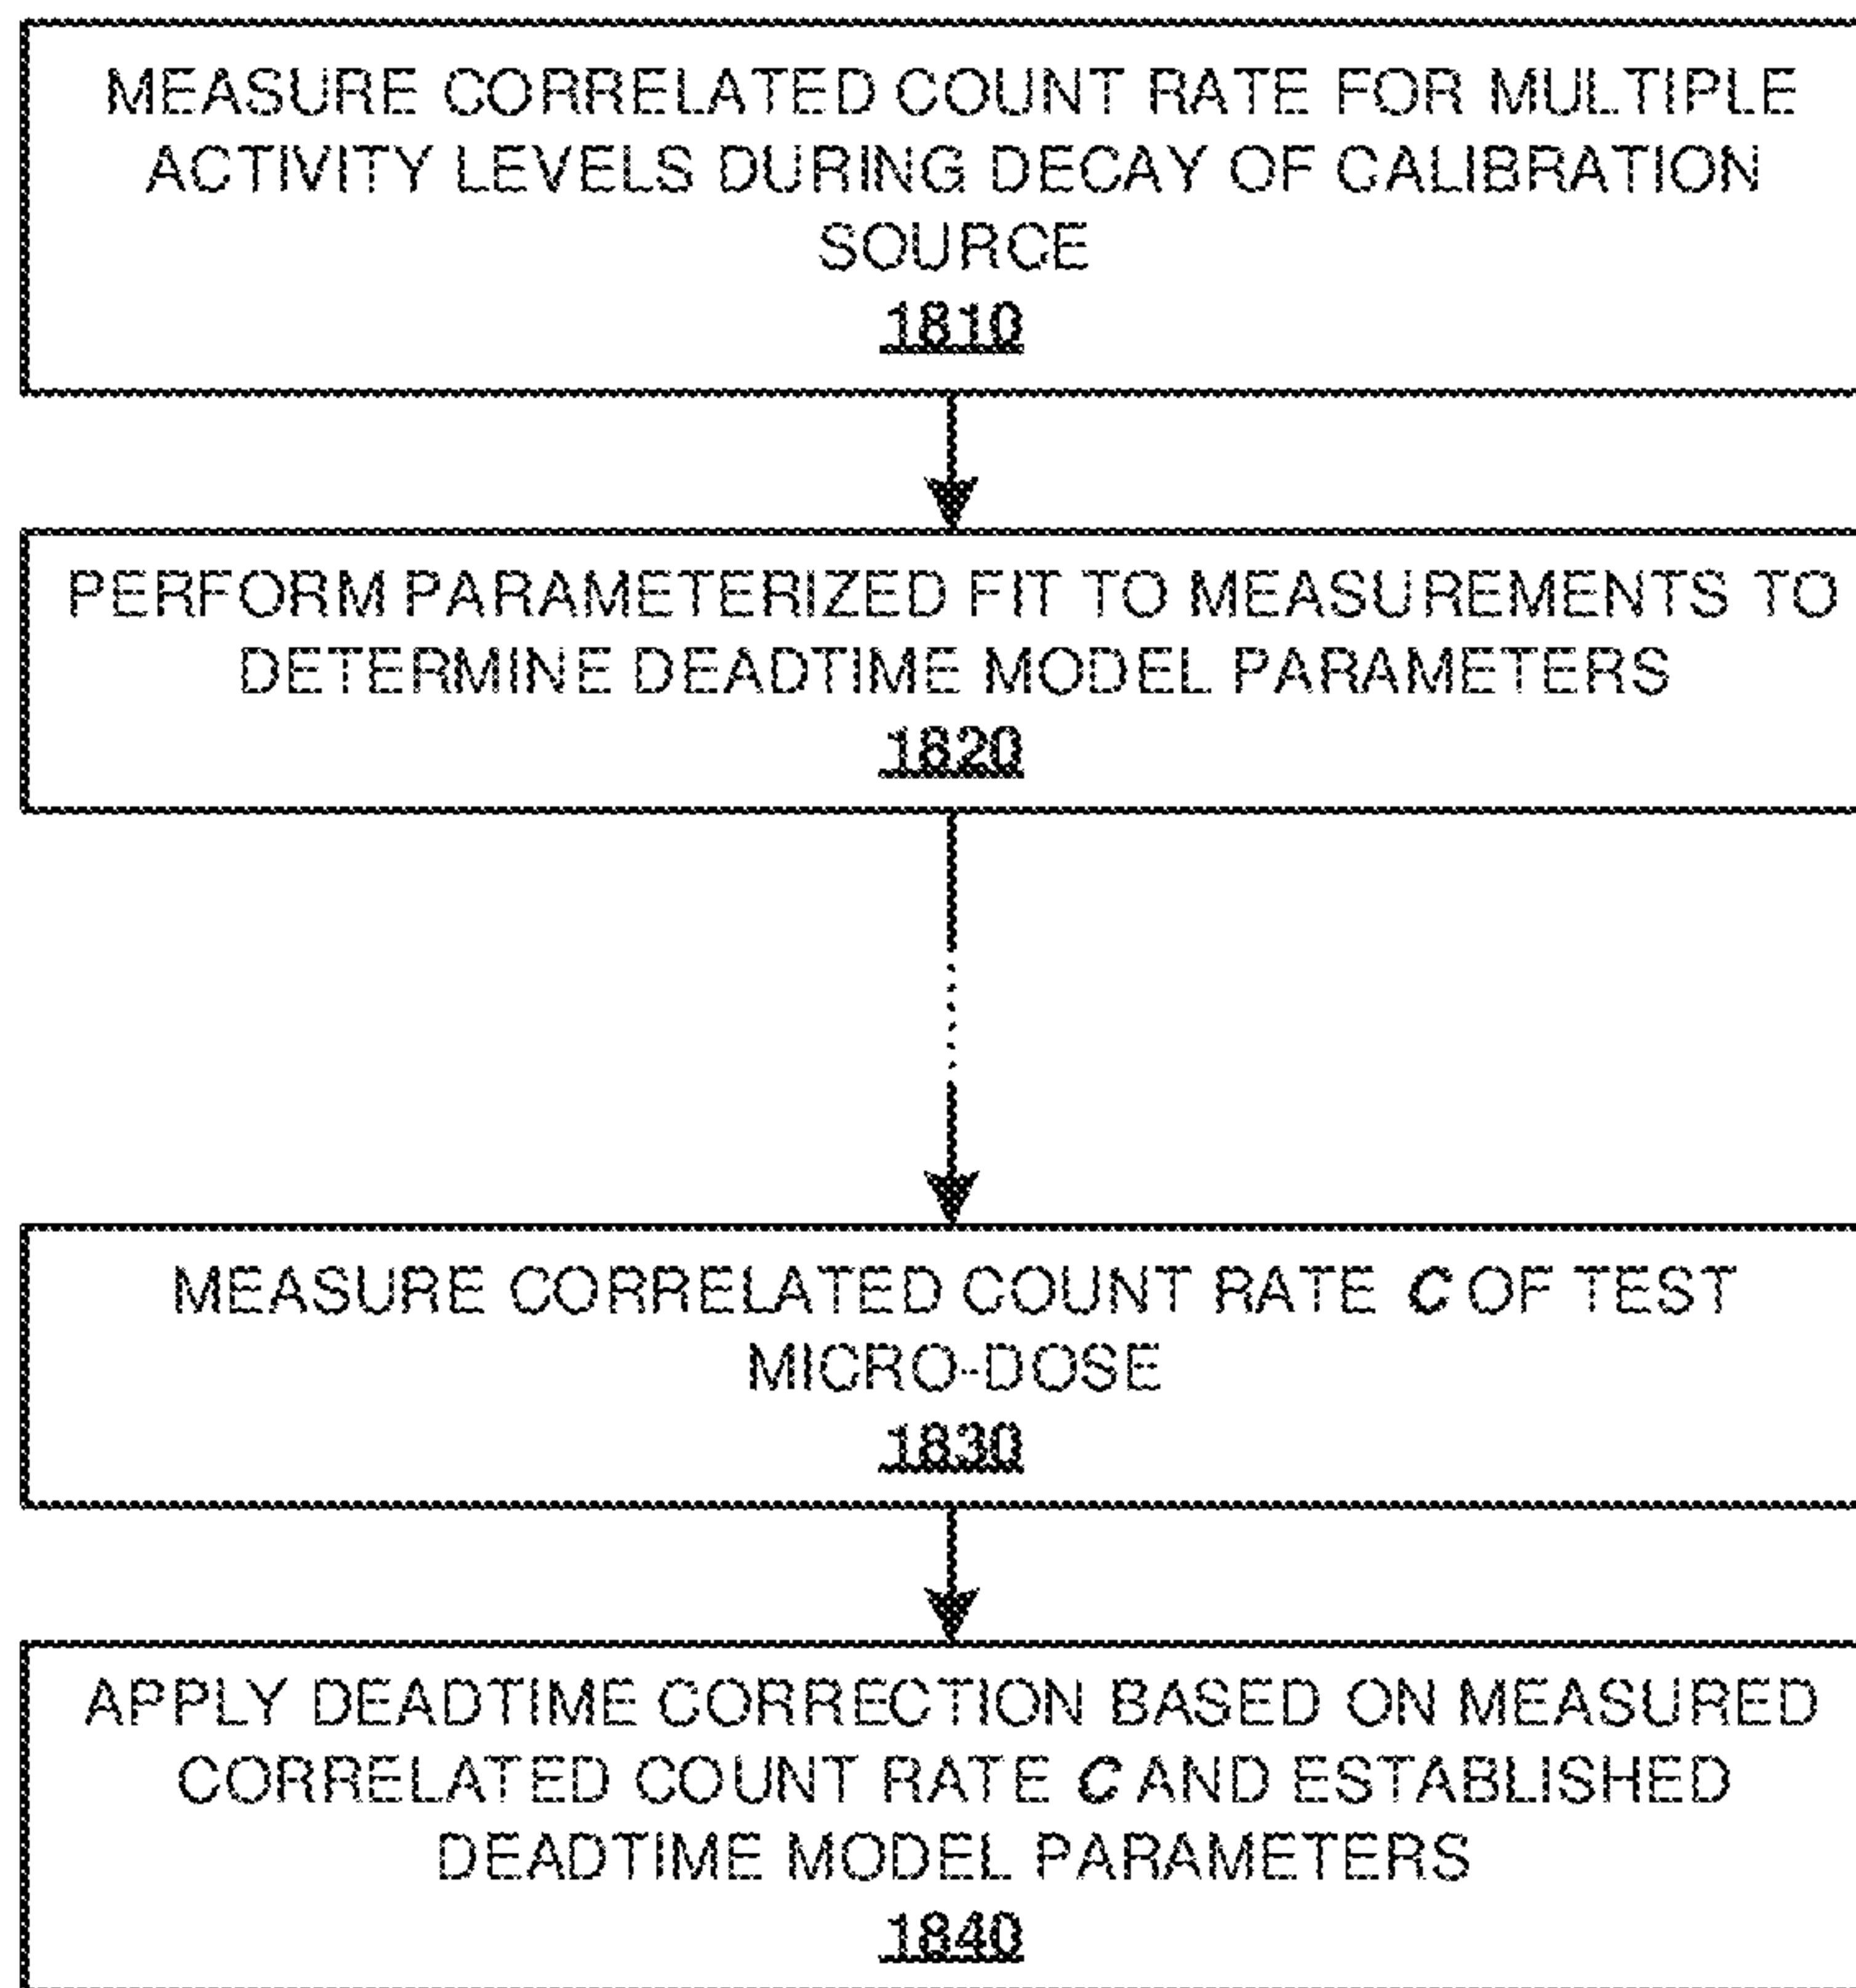 MEASURE CORRELATED COUNT RATE FOR MULTIPLE
ACTIVITY LEVELS DURING DECAY OF CALIBRATION
SOURCE
1810
PERFORM PARAMETERIZED FIT TO MEASUREMENTS TO
DETERMINE DEADTIME MODEL PARAMETERS
1820
MEASURE CORRELATED COUNT RATE C OF TEST
MICRO-DOSE
1830
APPLY DEADTIME CORRECTION BASED ON MEASURED
CORRELATED COUNT RATE C AND ESTABLISHED
DEADTIME MODEL PARAMETERS
1840